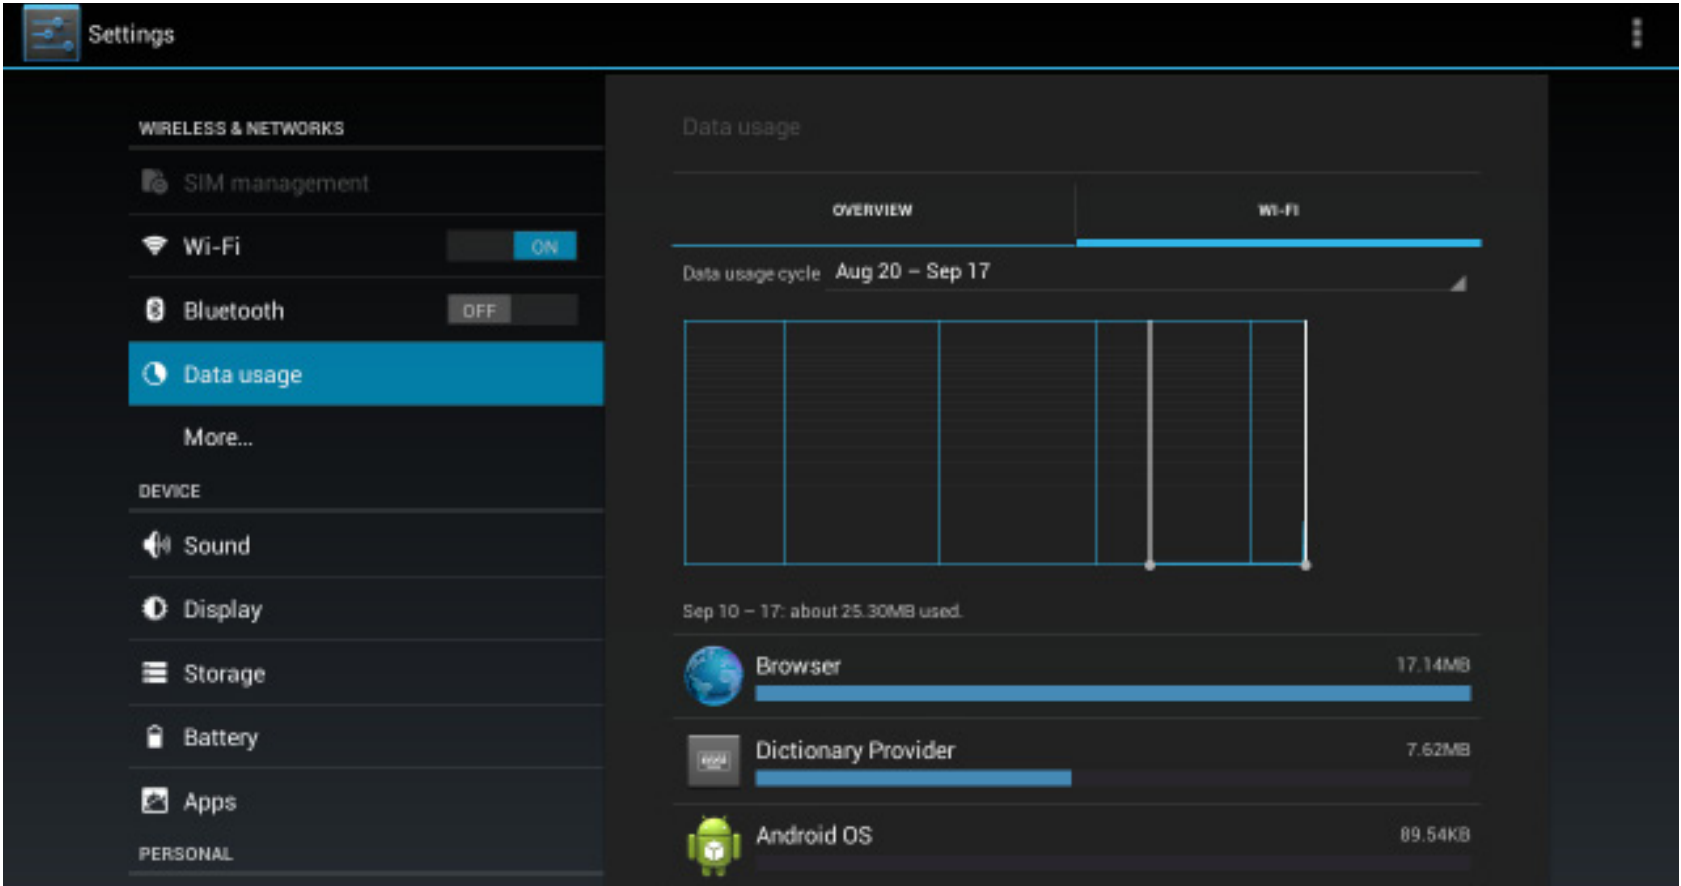 Settings
WIRELESS & NETWORKS
SIM management
Wi-Fi
ON
Bluetooth
OFF
Data usage
More...
DEVICE
Sound
Display
Storage
Battery
Apps
PERSONAL
Data usage
OVERVIEW
WI-FI
Data usage cycle Aug 20 – Sep 17
Sep 10 – 17: about 25.30MB used.
Browser 17.14MB
Dictionary Provider 7.62MB
Android OS 89.54KB